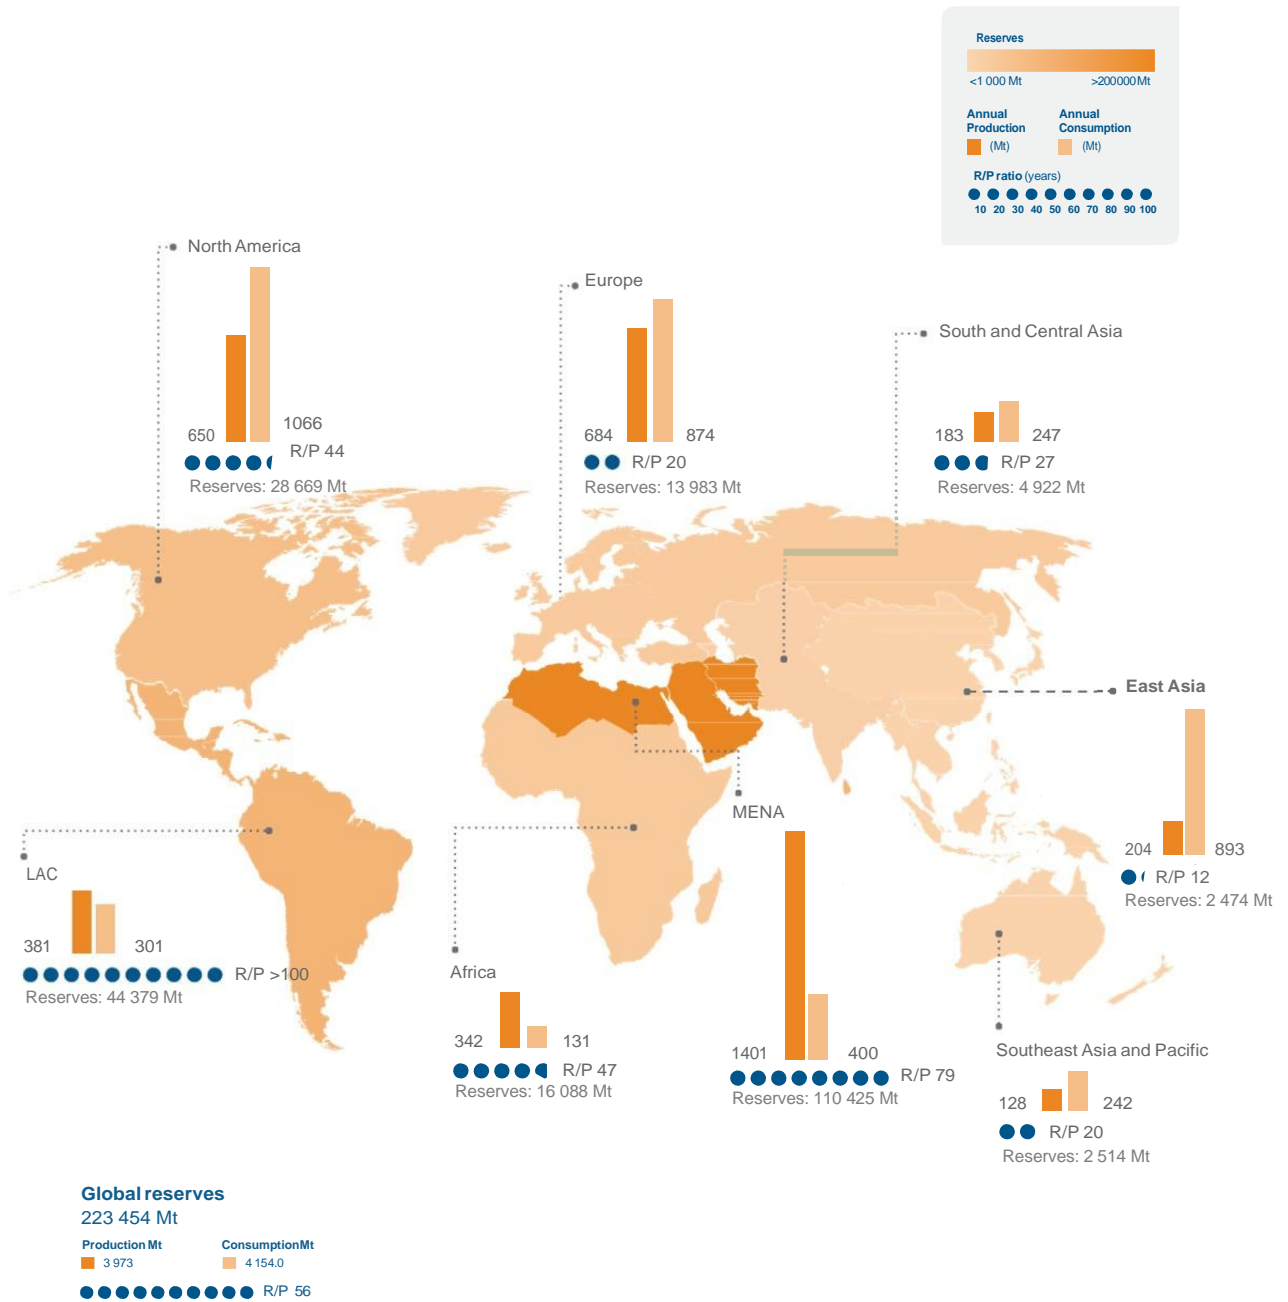 Reserves
<1 000 Mt >200000 Mt
Annual Production
Annual Consumption
(Mt) (Mt)
R/P ratio (years)
10 20 30 40 50 60 70 80 90 100
North America
650 1066
R/P 44
Reserves: 28 669 Mt
Europe
684 874
R/P 20
Reserves: 13 983 Mt
South and Central Asia
183 247
R/P 27
Reserves: 4 922 Mt
East Asia
204 893
R/P 12
Reserves: 2 474 Mt
MENA
1401 400
R/P 79
Reserves: 110 425 Mt
LAC
381 301
R/P >100
Reserves: 44 379 Mt
Africa
342 131
R/P 47
Reserves: 16 088 Mt
Southeast Asia and Pacific
128 242
R/P 20
Reserves: 2 514 Mt
Global reserves
223 454 Mt
Production Mt Consumption Mt
3 973 4 154.0
R/P 56